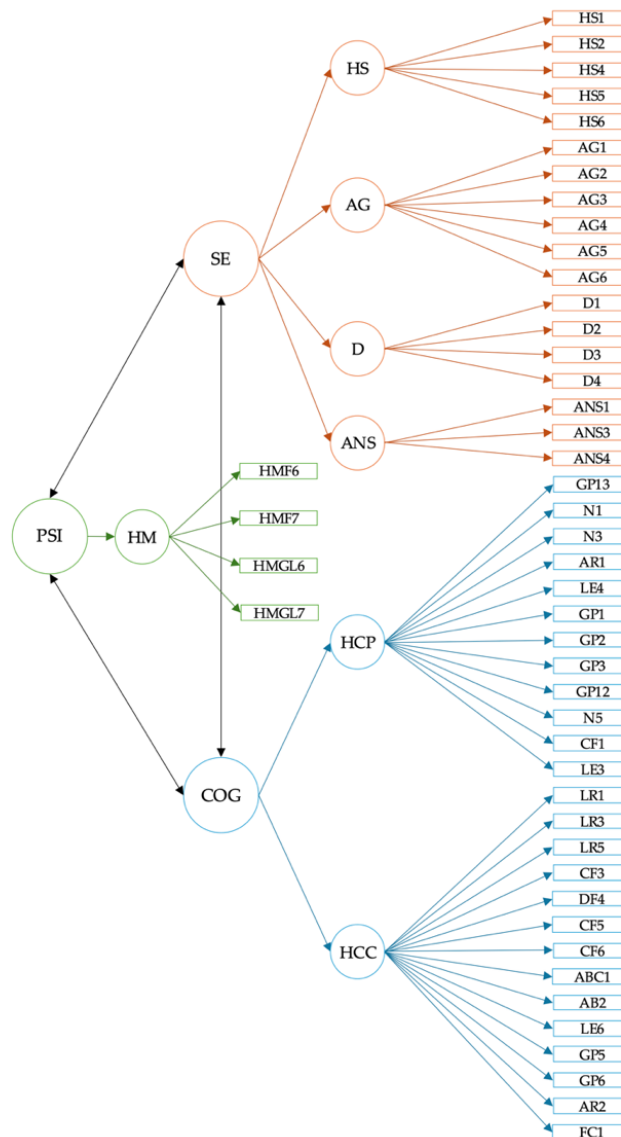 HS1
HS2
HS4
HS5
HS6
HS
AG1
AG2
AG3
AG4
AG5
AG6
AG
SE
D1
D2
D3
D4
D
ANS1
ANS3
ANS4
ANS
HMF6
HMF7
HMGL6
HMGL7
PSI
HM
GP13
N1
N3
AR1
LE4
GP1
GP2
GP3
GP12
N5
CF1
LE3
HCP
COG
LR1
LR3
LR5
CF3
DF4
CF5
CF6
ABC1
AB2
LE6
GP5
GP6
AR2
FC1
HCC